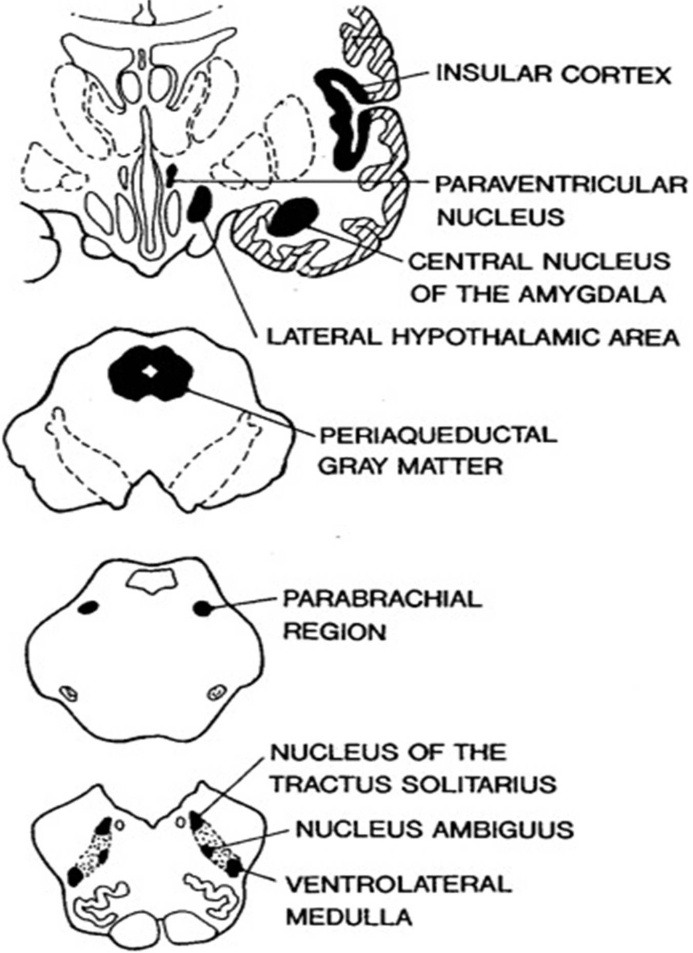 INSULAR CORTEX
PARAVENTRICULAR
NUCLEUS
CENTRAL NUCLEUS
OF THE AMYGDALA
LATERAL HYPOTHALAMIC AREA
PERIAQUEDUCTAL
GRAY MATTER
PARABRACHIAL
REGION
NUCLEUS OF THE
TRACTUS SOLITARIUS
NUCLEUS AMBIGUUS
VENTROLATERAL
MEDULLA